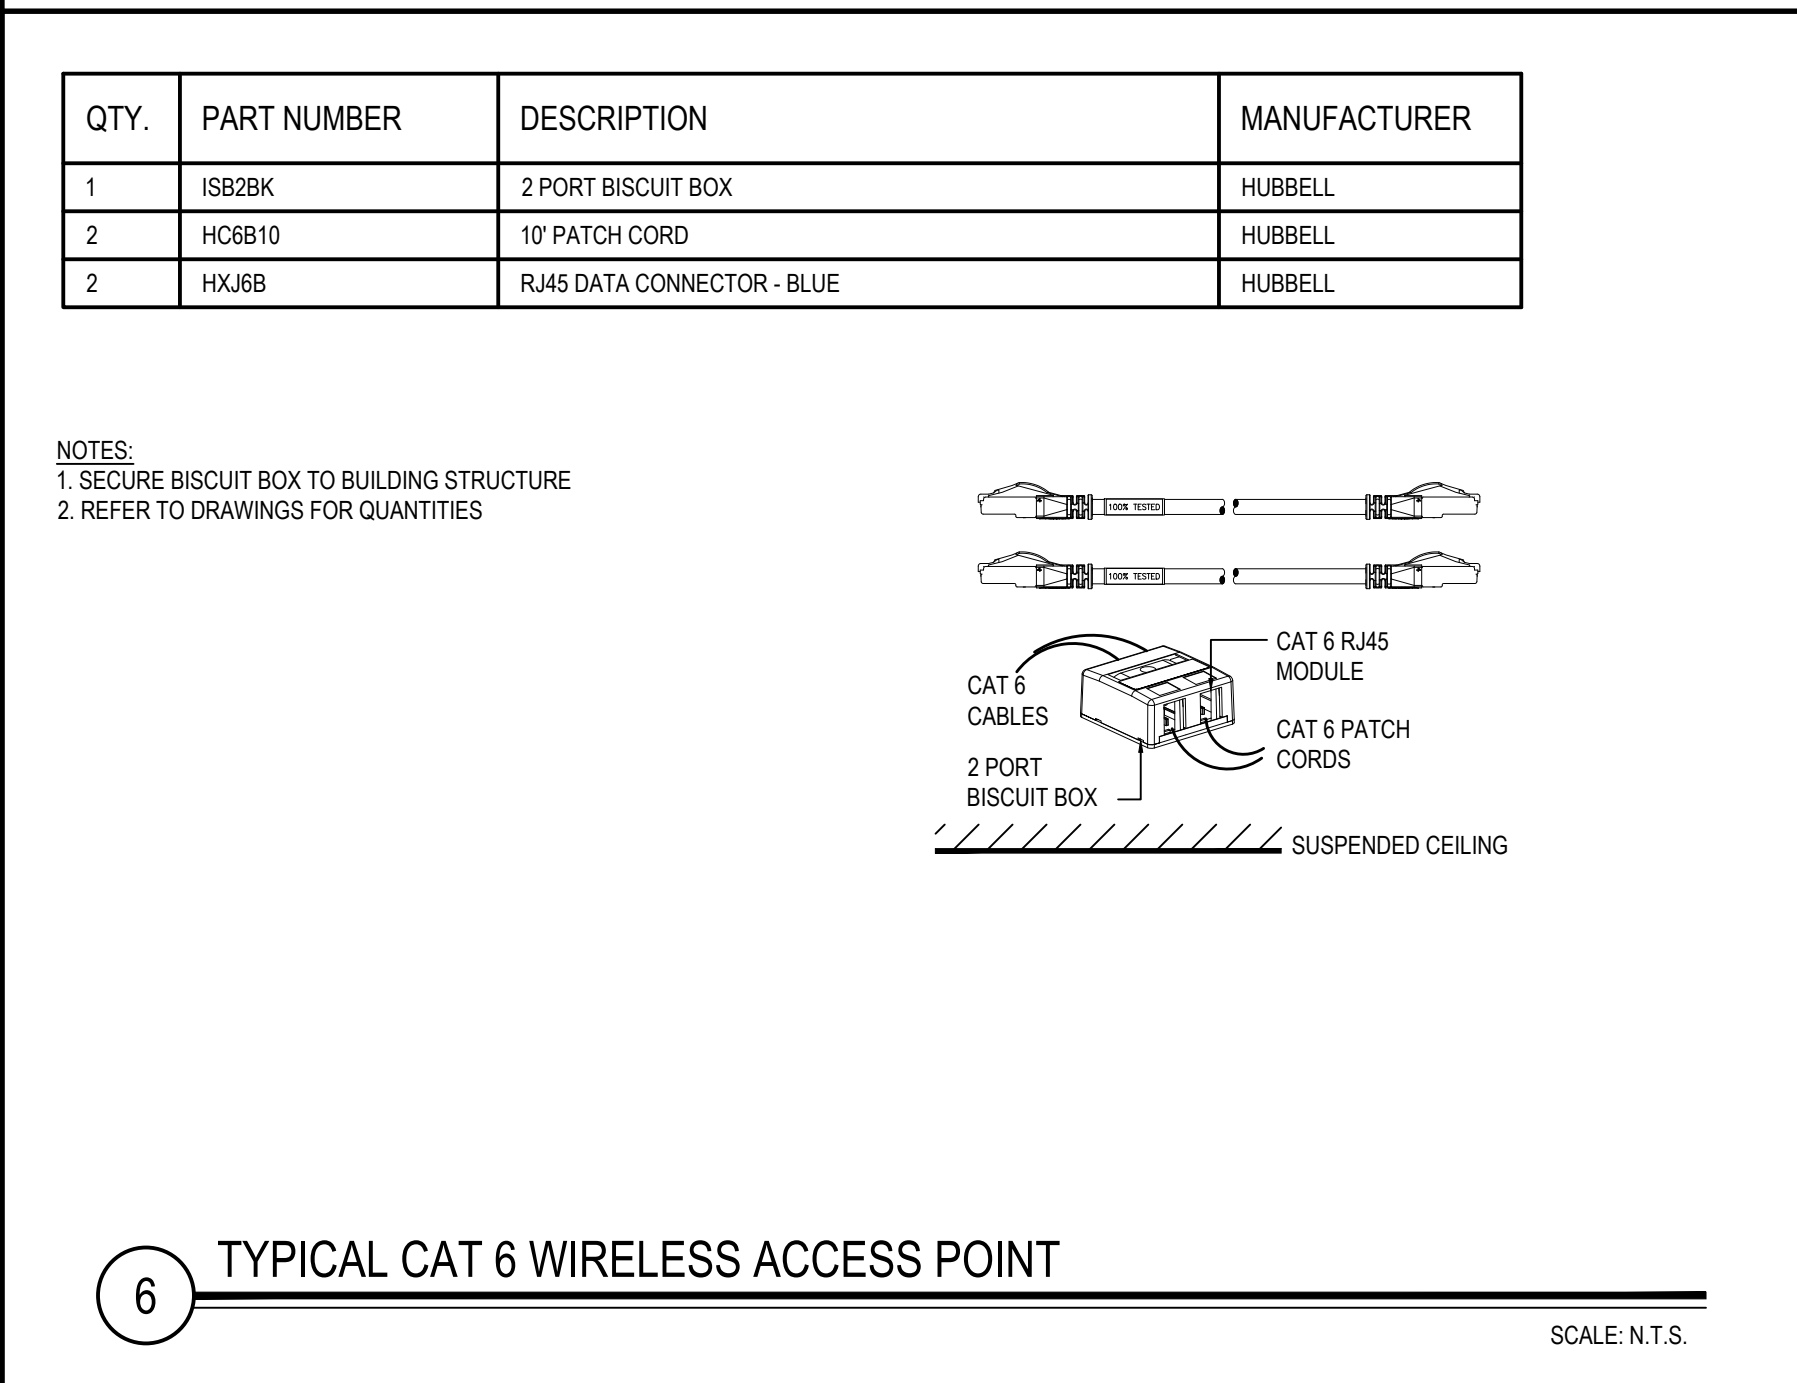 QTY. PART NUMBER DESCRIPTION MANUFACTURER
1 ISB2BK 2 PORT BISCUIT BOX HUBBELL
2 HC6B10 10' PATCH CORD HUBBELL
2 HXJ6B RJ45 DATA CONNECTOR - BLUE HUBBELL
NOTES:
1. SECURE BISCUIT BOX TO BUILDING STRUCTURE
2. REFER TO DRAWINGS FOR QUANTITIES
100% TESTED
100% TESTED
CAT 6 RJ45
MODULE
CAT 6
CABLES
CAT 6 PATCH
CORDS
2 PORT
BISCUIT BOX
SUSPENDED CEILING
6
TYPICAL CAT 6 WIRELESS ACCESS POINT
SCALE: N.T.S.